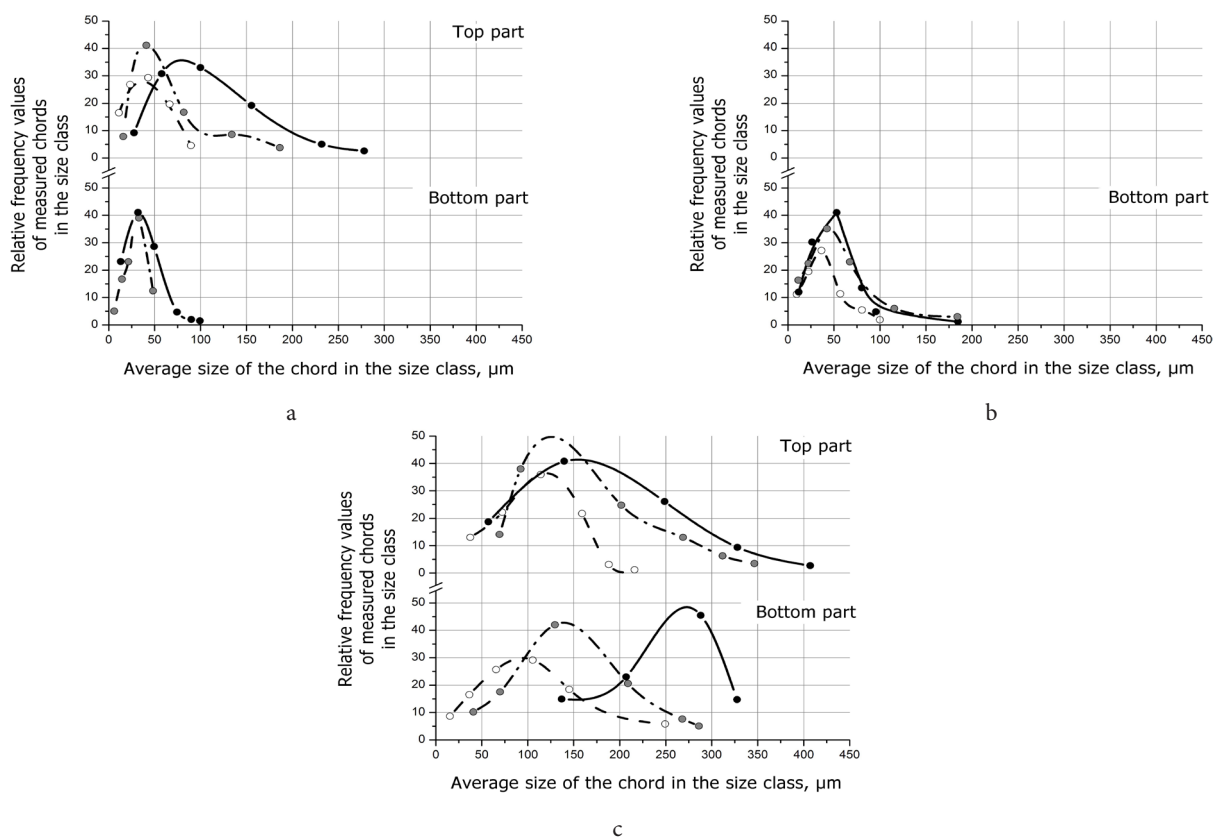 Top part
50
40
30
20
10
0
Relative frequency values
of measured chords
in the size class
Bottom part
50
40
30
20
10
0
0 50 100 150 200 250 300 350 400 450
Average size of the chord in the size class, µm
a
50
40
30
20
10
0
Relative frequency values
of measured chords
in the size class
Bottom part
50
40
30
20
10
0
0 50 100 150 200 250 300 350 400 450
Average size of the chord in the size class, µm
b
Top part
50
40
30
20
10
0
Relative frequency values
of measured chords
in the size class
Bottom part
50
40
30
20
10
0
0 50 100 150 200 250 300 350 400 450
Average size of the chord in the size class, µm
c